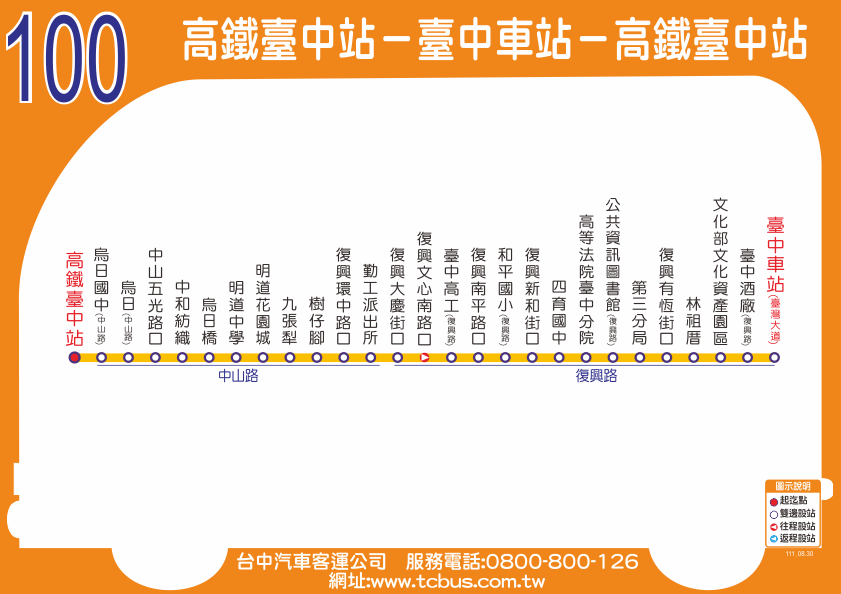 100
高鐵臺中站－臺中車站－高鐵臺中站
高鐵臺中站
烏日國中(中山路)
烏日(中山路)
中山五光路口
中和紡織
烏日橋
明道中學
明道花園城
九張犁
樹仔腳
復興環中路口
勤工派出所
復興大慶街口
復興文心南路口
臺中高工(復興路)
復興南平路口
和平國小(復興路)
復興新和街口
四育國中
高等法院臺中分院
公共資訊圖書館(復興路)
第三分局
復興有恆街口
林祖厝
文化部文化資產園區
臺中酒廠(復興路)
臺中車站(臺灣大道)
中山路
復興路
圖示說明
起迄點
雙邊設站
往程設站
返程設站
111.08.30
台中汽車客運公司 服務電話:0800-800-126
網址:www.tcbus.com.tw